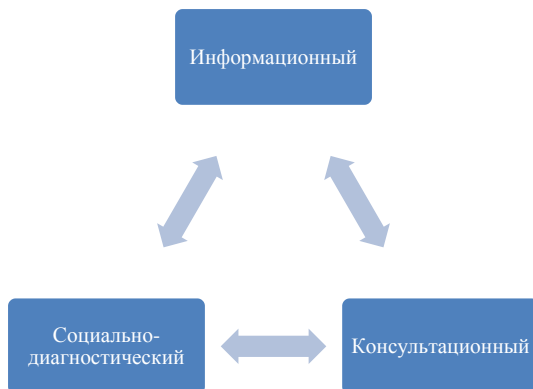 Информационный
Социально-
диагностический
Консультационный